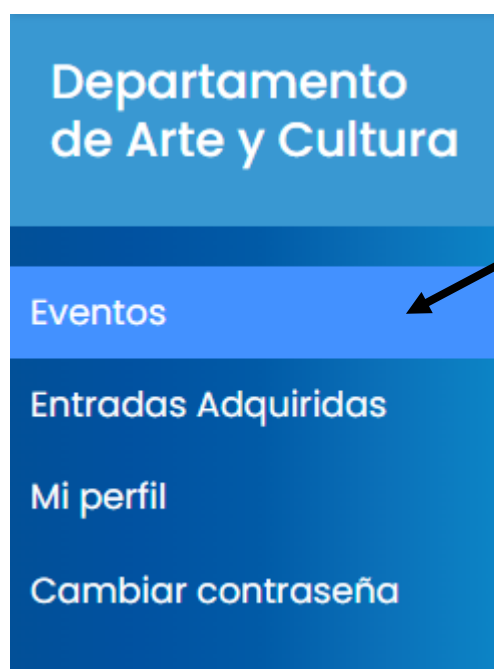 Departamento
de Arte y Cultura
Eventos
Entradas Adquiridas
Mi perfil
Cambiar contraseña